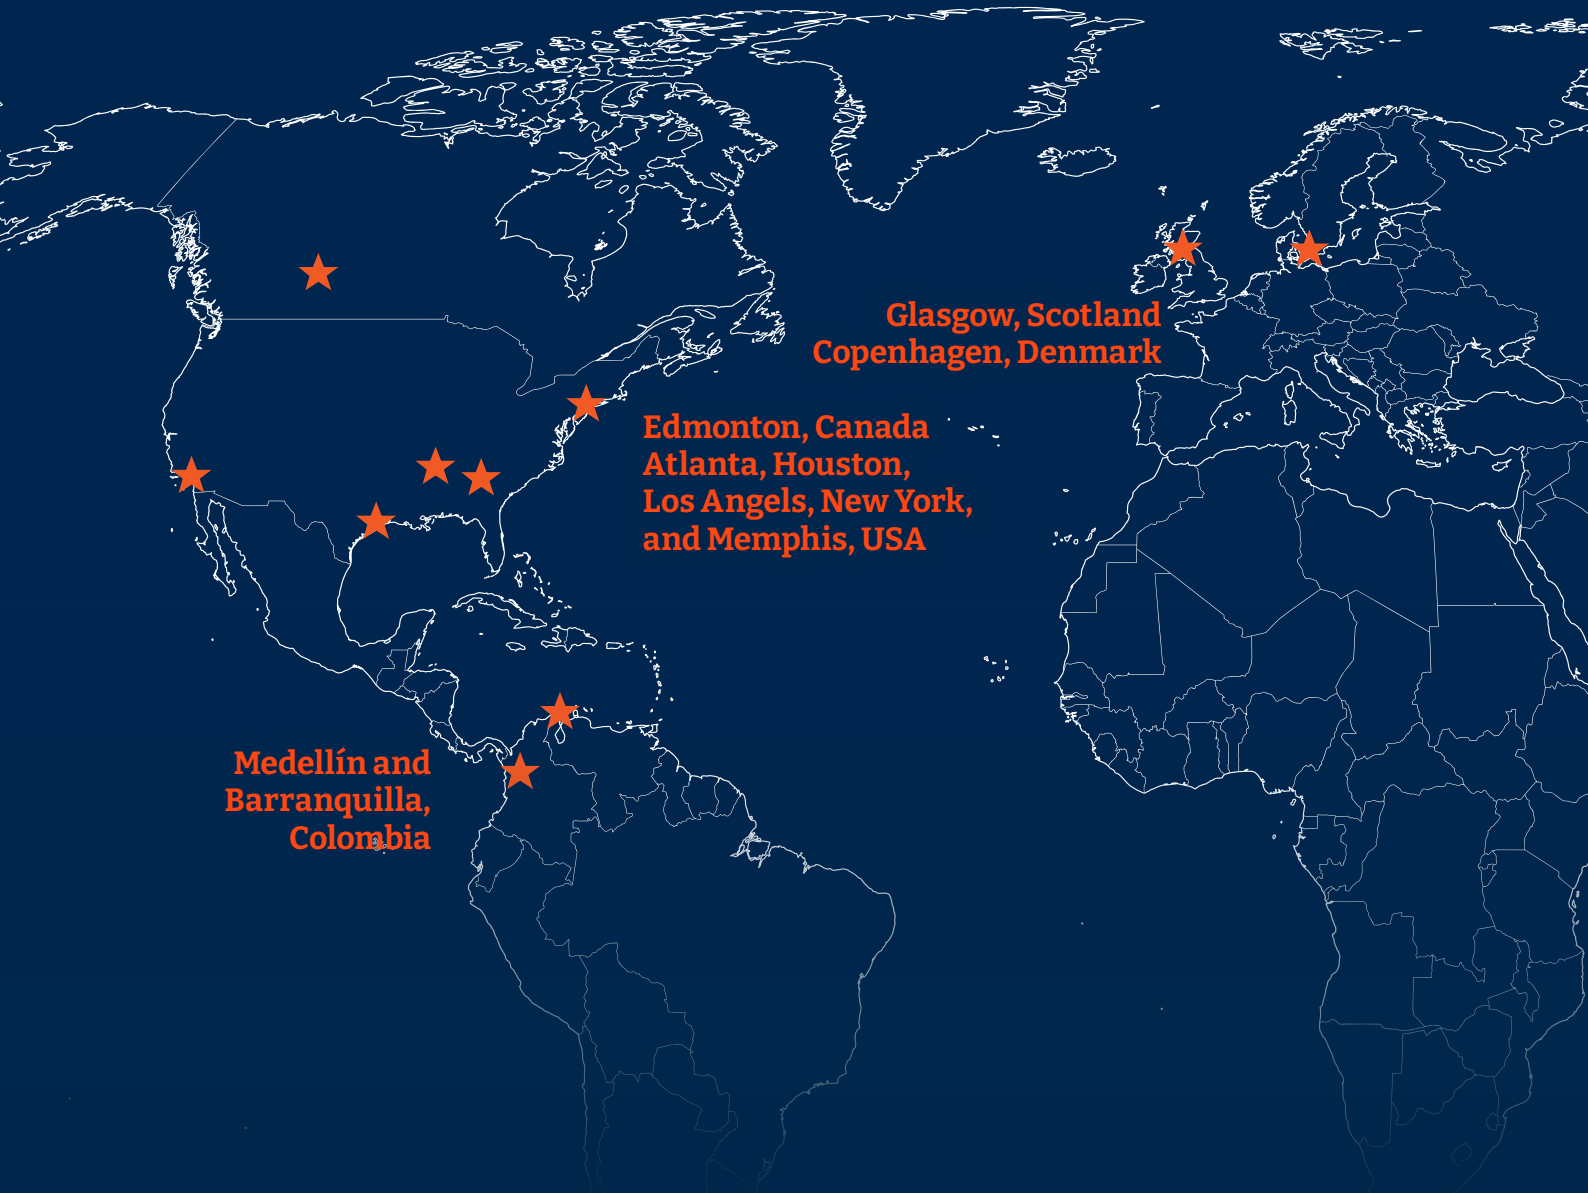 Glasgow, Scotland
Copenhagen, Denmark
Edmonton, Canada
Atlanta, Houston,
Los Angels, New York,
and Memphis, USA
Medellín and
Barranquilla,
Colombia